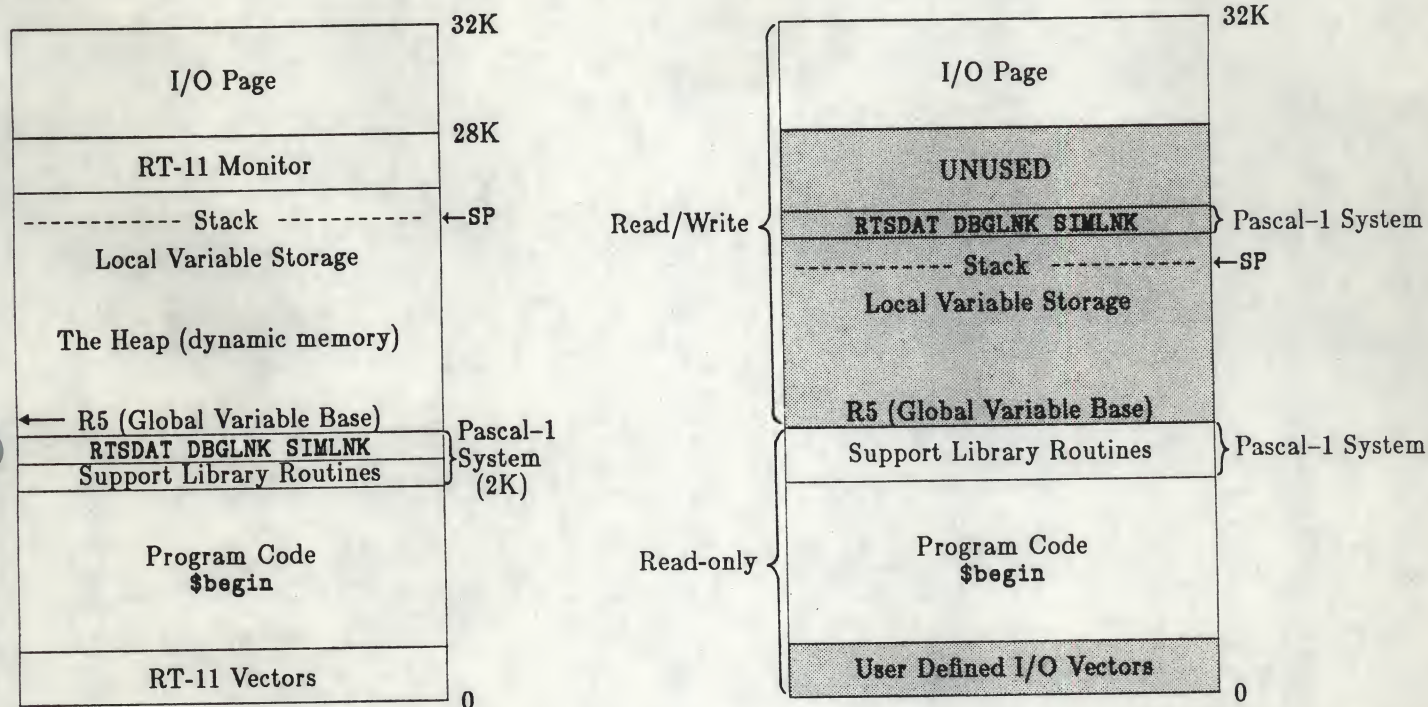 32K
I/O Page
28K
RT-11 Monitor
----------- Stack ----------
←SP
Local Variable Storage
The Heap (dynamic memory)
← R5 (Global Variable Base)
RTSDAT DBGLNK SIMLNK
Support Library Routines
Pascal-1
System
(2K)
Program Code
$begin
RT-11 Vectors
0
32K
I/O Page
UNUSED
Read/Write
RTSDAT DBGLNK SIMLNK
Pascal-1 System
----------- Stack ----------
←SP
Local Variable Storage
R5 (Global Variable Base)
Support Library Routines
Pascal-1 System
Read-only
Program Code
$begin
User Defined I/O Vectors
0